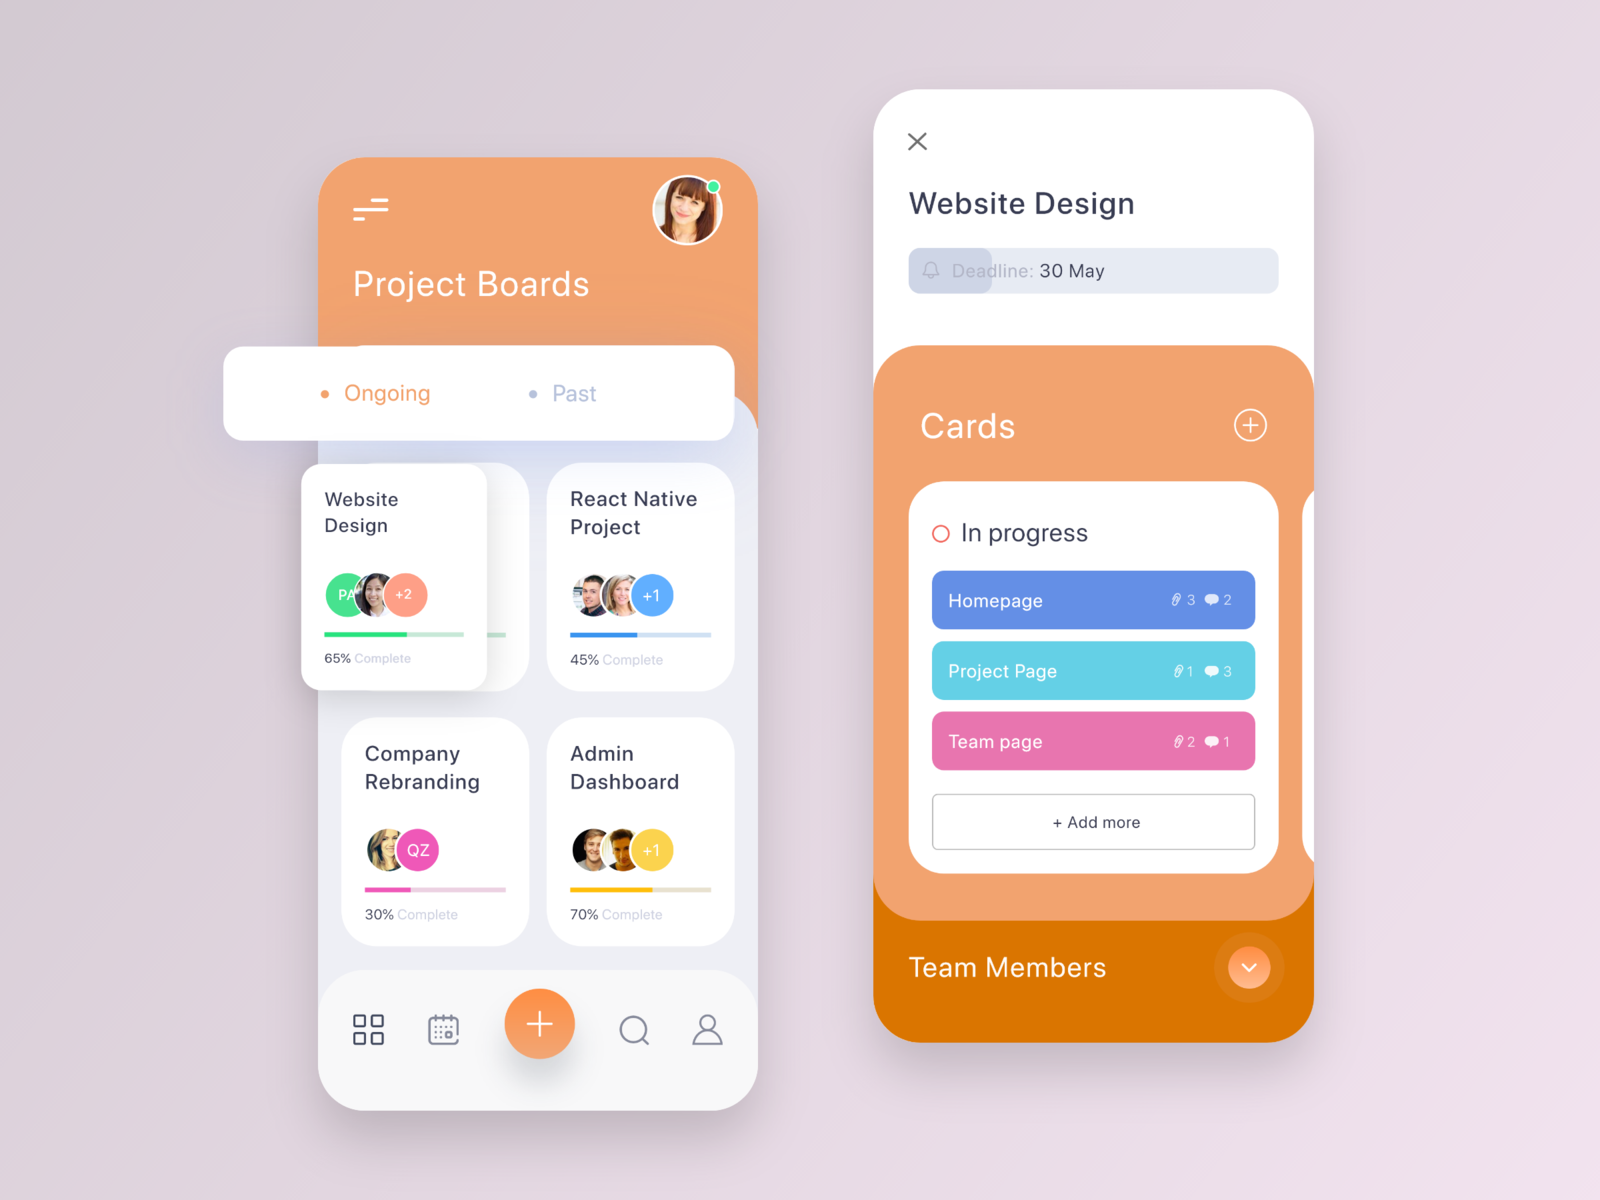 Project Boards
Ongoing
Past
Website
Design
PA
+2
65% Complete
React Native
Project
+1
45% Complete
Company
Rebranding
QZ
30% Complete
Admin
Dashboard
+1
70% Complete
Website Design
Deadline: 30 May
Cards
In progress
Homepage 3 2
Project Page 1 3
Team page 2 1
+ Add more
Team Members